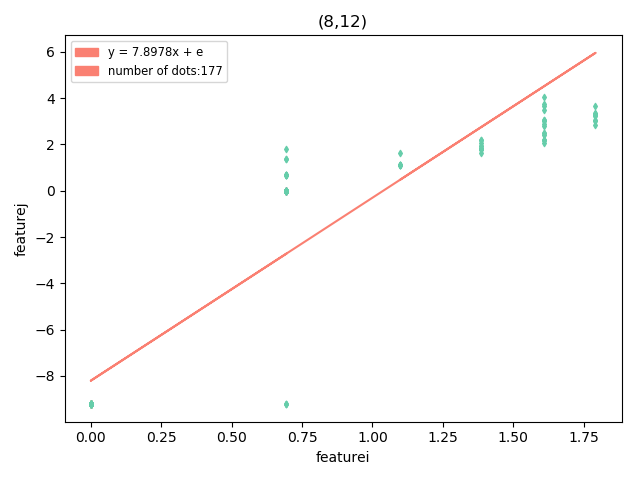 (8,12)
y = 7.8978x + e
number of dots:177
6
4
2
0
−2
−4
−6
−8
featurej
0.00 0.25 0.50 0.75 1.00 1.25 1.50 1.75
featurei